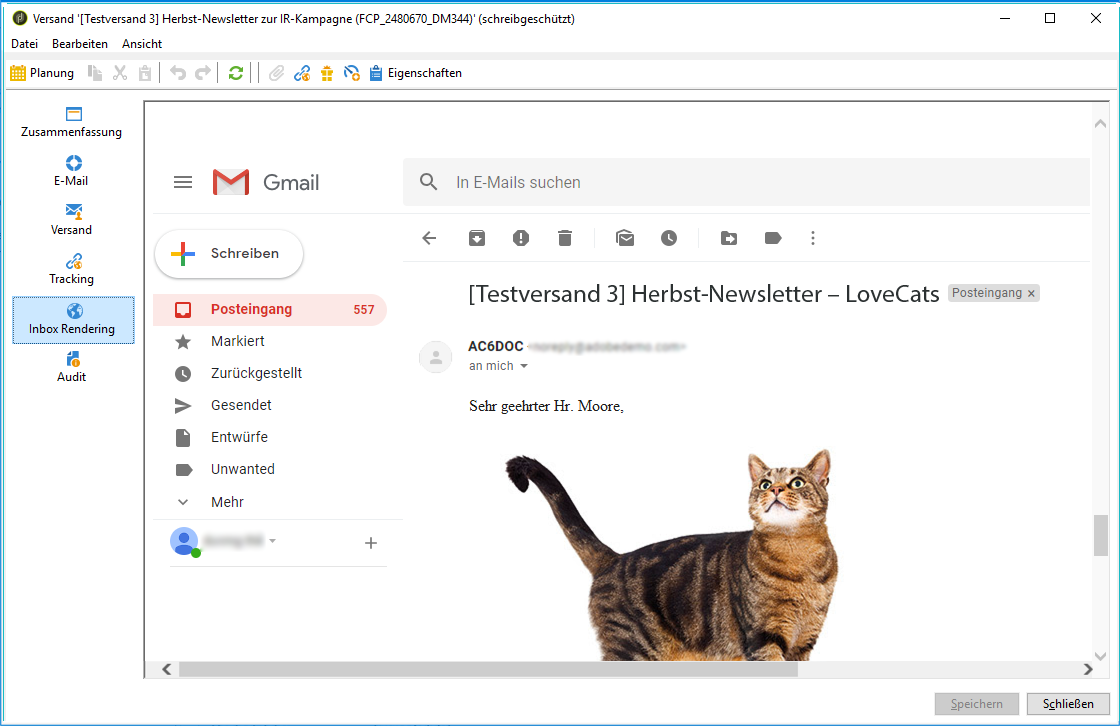 Versand '[Testversand 3] Herbst-Newsletter zur IR-Kampagne (FCP_2480670_DM344)' (schreibgeschützt)
Datei Bearbeiten Ansicht
Planung Eigenschaften
Zusammenfassung
E-Mail
Versand
Tracking
Inbox Rendering
Audit
Gmail
In E-Mails suchen
Schreiben
Posteingang 557
Markiert
Zurückgestellt
Gesendet
Entwürfe
Unwanted
Mehr
[Testversand 3] Herbst-Newsletter – LoveCats Posteingang ×
AC6DOC
an mich
Sehr geehrter Hr. Moore,
Speichern Schließen